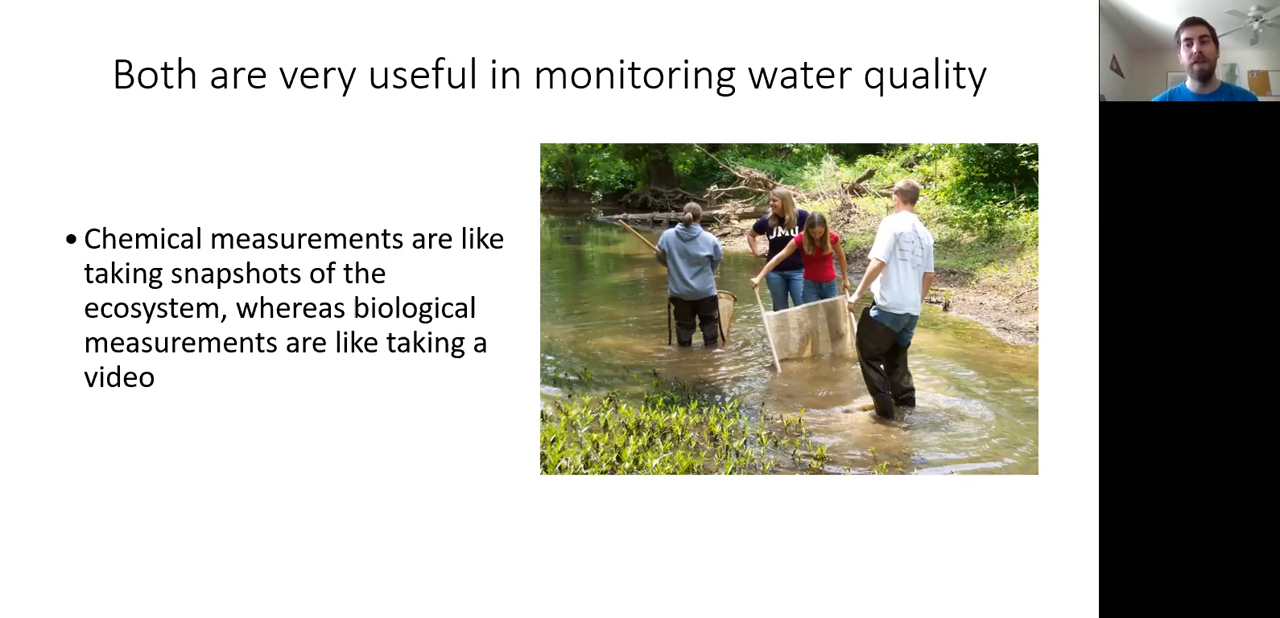 Both are very useful in monitoring water quality
• Chemical measurements are like
taking snapshots of the
ecosystem, whereas biological
measurements are like taking a
video
JMU